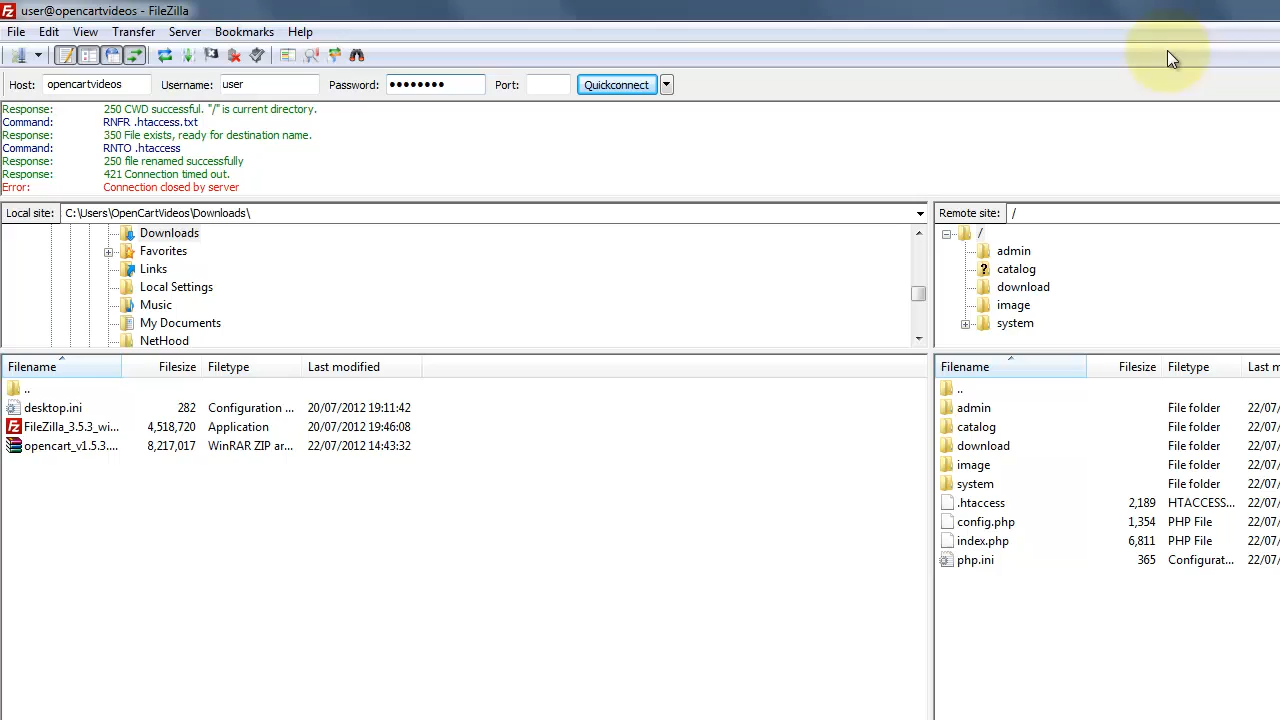 user@opencartvideos - FileZilla
File Edit View Transfer Server Bookmarks Help
Host: opencartvideos Username: user Password: ●●●●●●●● Port: Quickconnect
Response: 250 CWD successful. "/" is current directory.
Command: RNFR .htaccess.txt
Response: 350 File exists, ready for destination name.
Command: RNTO .htaccess
Response: 250 file renamed successfully
Response: 421 Connection timed out.
Error: Connection closed by server
Local site: C:\Users\OpenCartVideos\Downloads\
Downloads
Favorites
Links
Local Settings
Music
My Documents
NetHood
Filename Filesize Filetype Last modified
..
desktop.ini 282 Configuration ... 20/07/2012 19:11:42
FileZilla_3.5.3_wi... 4,518,720 Application 20/07/2012 19:46:08
opencart_v1.5.3.... 8,217,017 WinRAR ZIP ar... 22/07/2012 14:43:32
Remote site: /
/
admin
catalog
download
image
system
Filename Filesize Filetype Last m
..
admin File folder 22/07/
catalog File folder 22/07/
download File folder 22/07/
image File folder 22/07/
system File folder 22/07/
.htaccess 2,189 HTACCESS... 22/07/
config.php 1,354 PHP File 22/07/
index.php 6,811 PHP File 22/07/
php.ini 365 Configurat... 22/07/